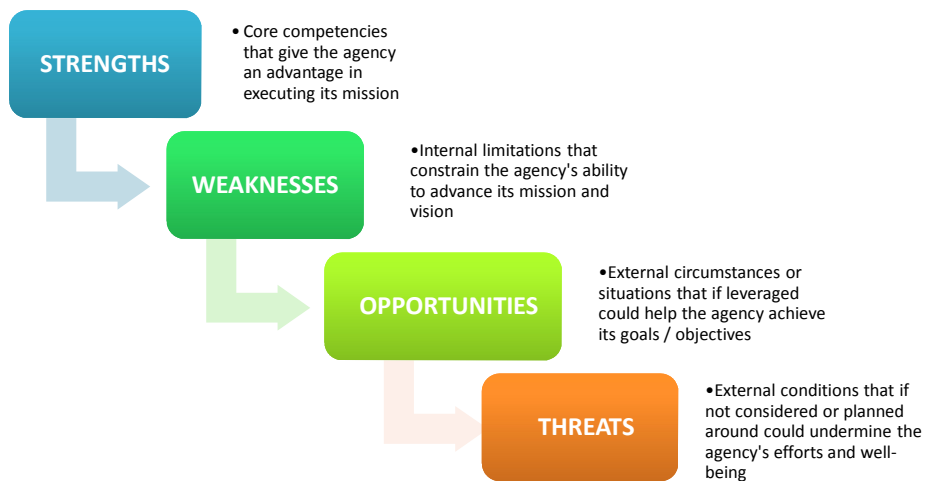 STRENGTHS
• Core competencies
that give the agency
an advantage in
executing its mission
WEAKNESSES
•Internal limitations that
constrain the agency's ability
to advance its mission and
vision
OPPORTUNITIES
•External circumstances or
situations that if leveraged
could help the agency achieve
its goals / objectives
THREATS
•External conditions that if
not considered or planned
around could undermine the
agency's efforts and well-
being